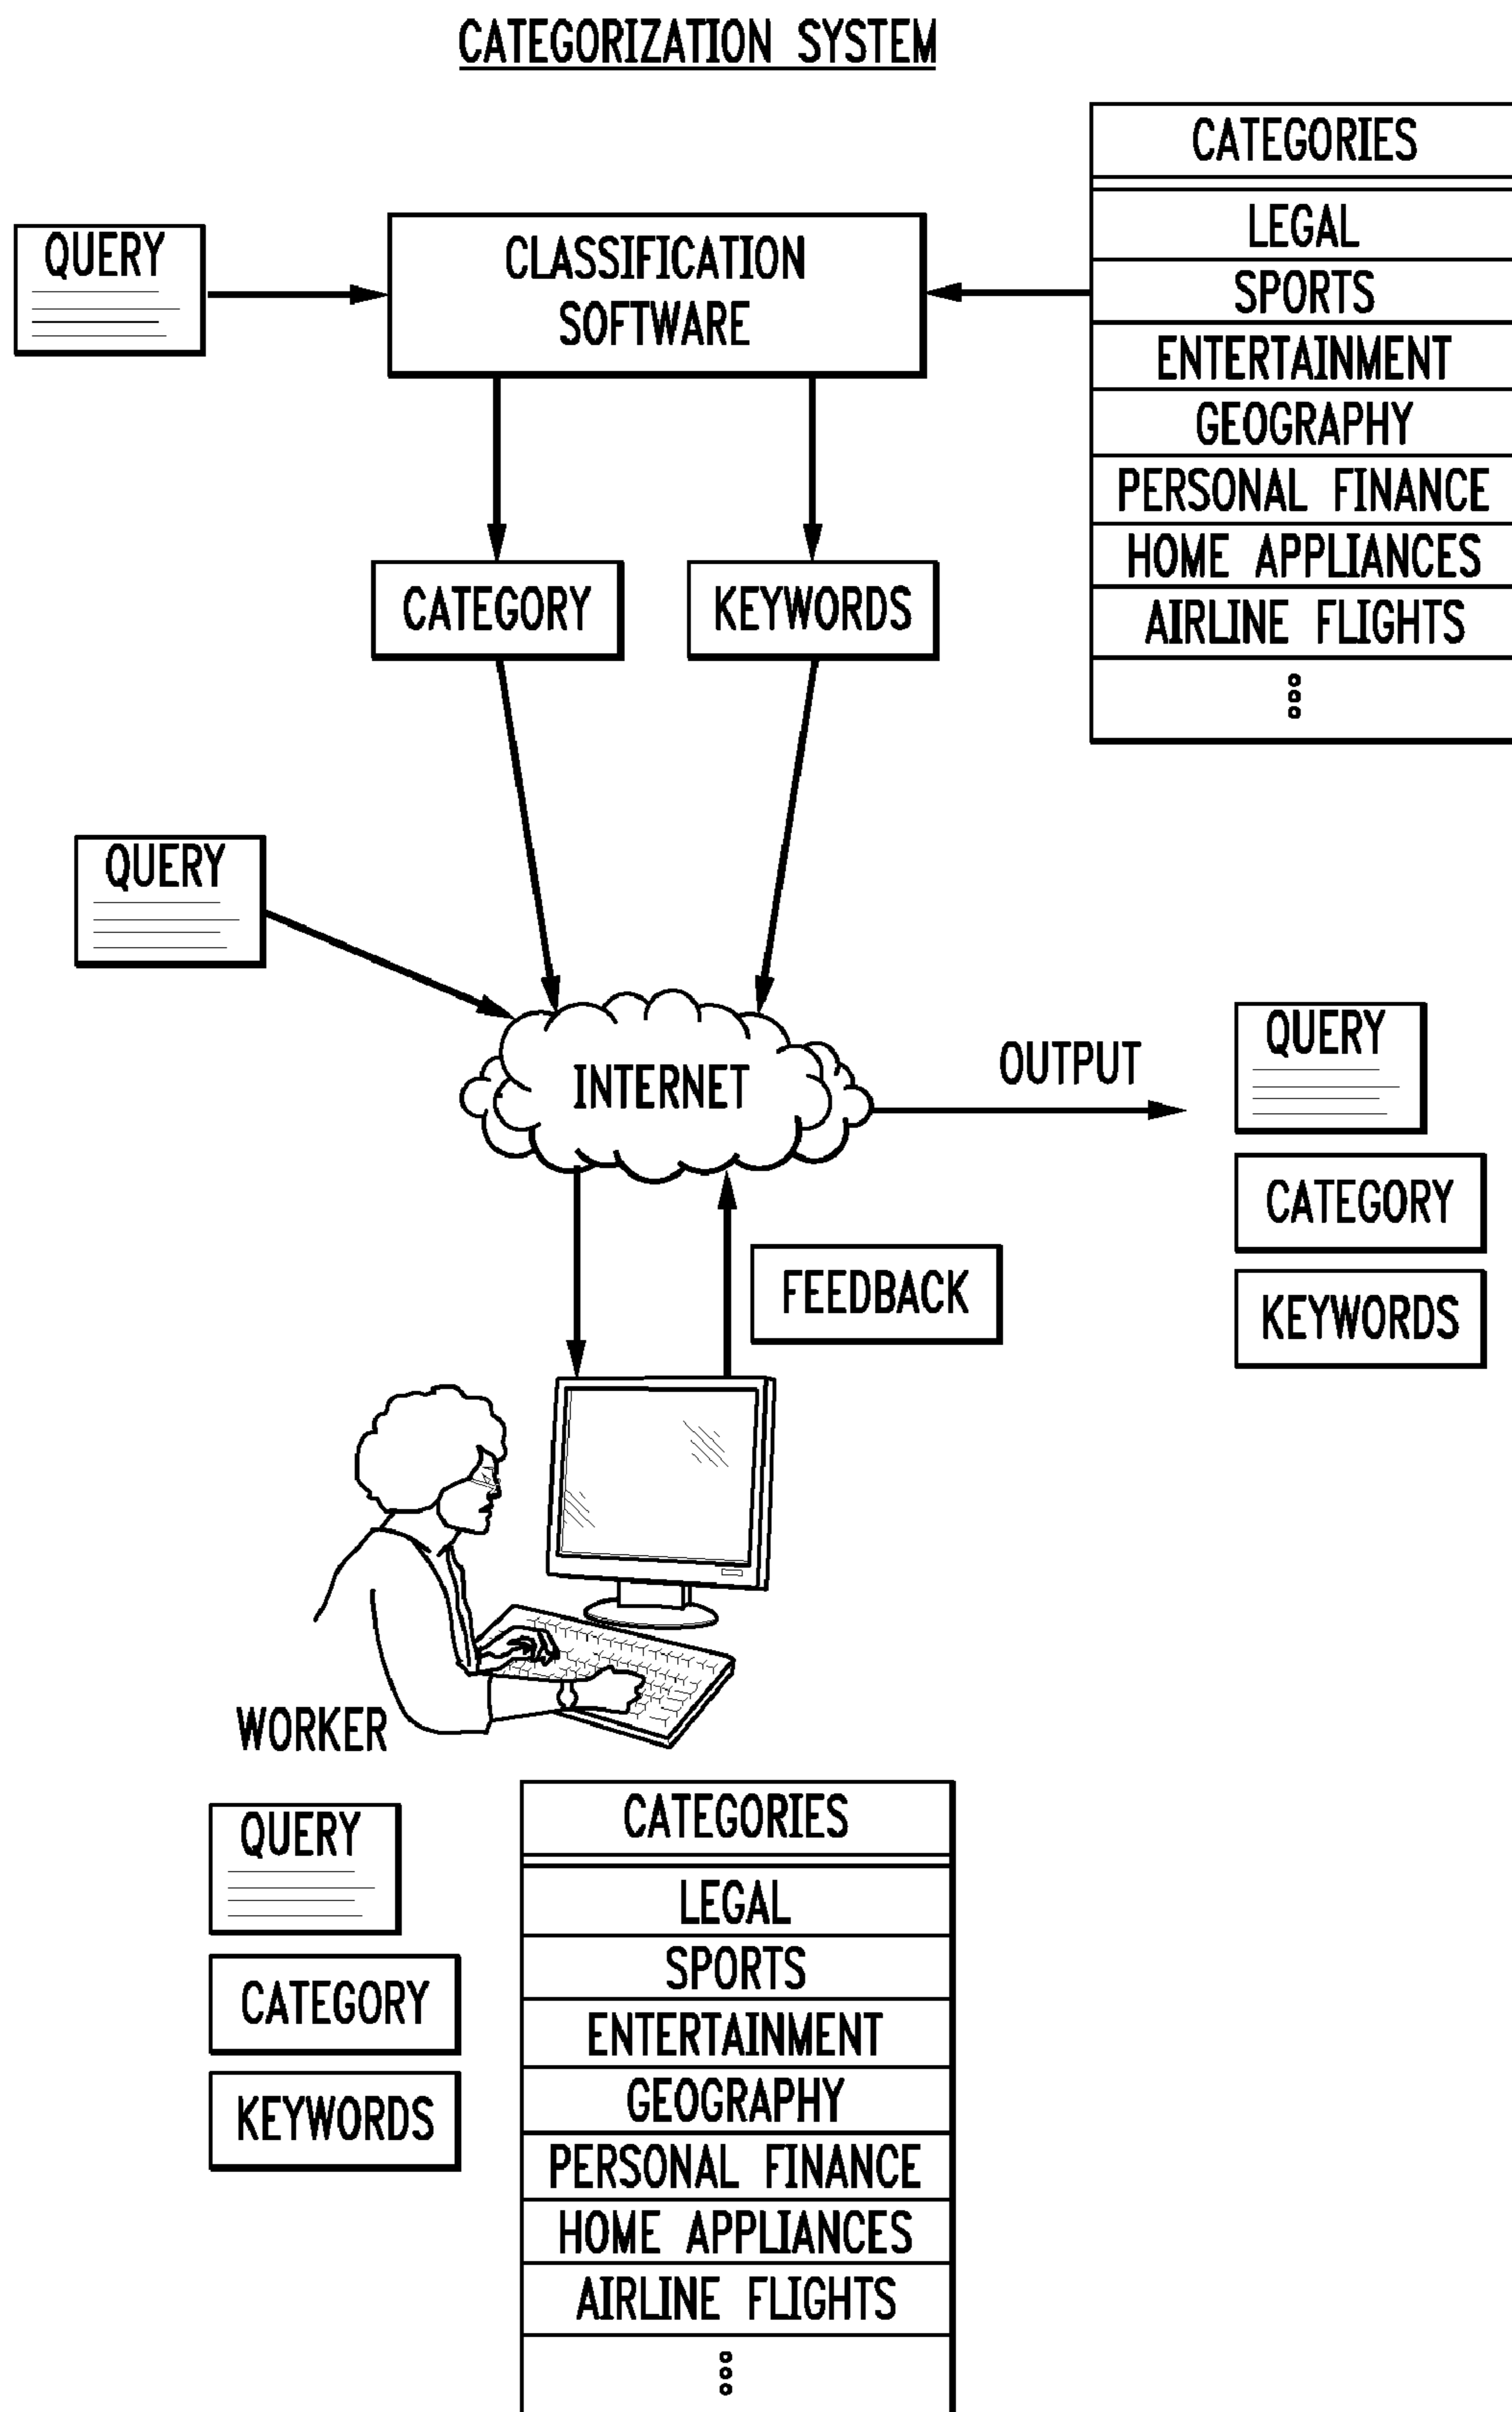 CATEGORIZATION SYSTEM
QUERY
CLASSIFICATION
SOFTWARE
CATEGORIES
LEGAL
SPORTS
ENTERTAINMENT
GEOGRAPHY
PERSONAL FINANCE
HOME APPLIANCES
AIRLINE FLIGHTS
CATEGORY
KEYWORDS
QUERY
INTERNET
OUTPUT
QUERY
CATEGORY
KEYWORDS
FEEDBACK
WORKER
QUERY
CATEGORY
KEYWORDS
CATEGORIES
LEGAL
SPORTS
ENTERTAINMENT
GEOGRAPHY
PERSONAL FINANCE
HOME APPLIANCES
AIRLINE FLIGHTS